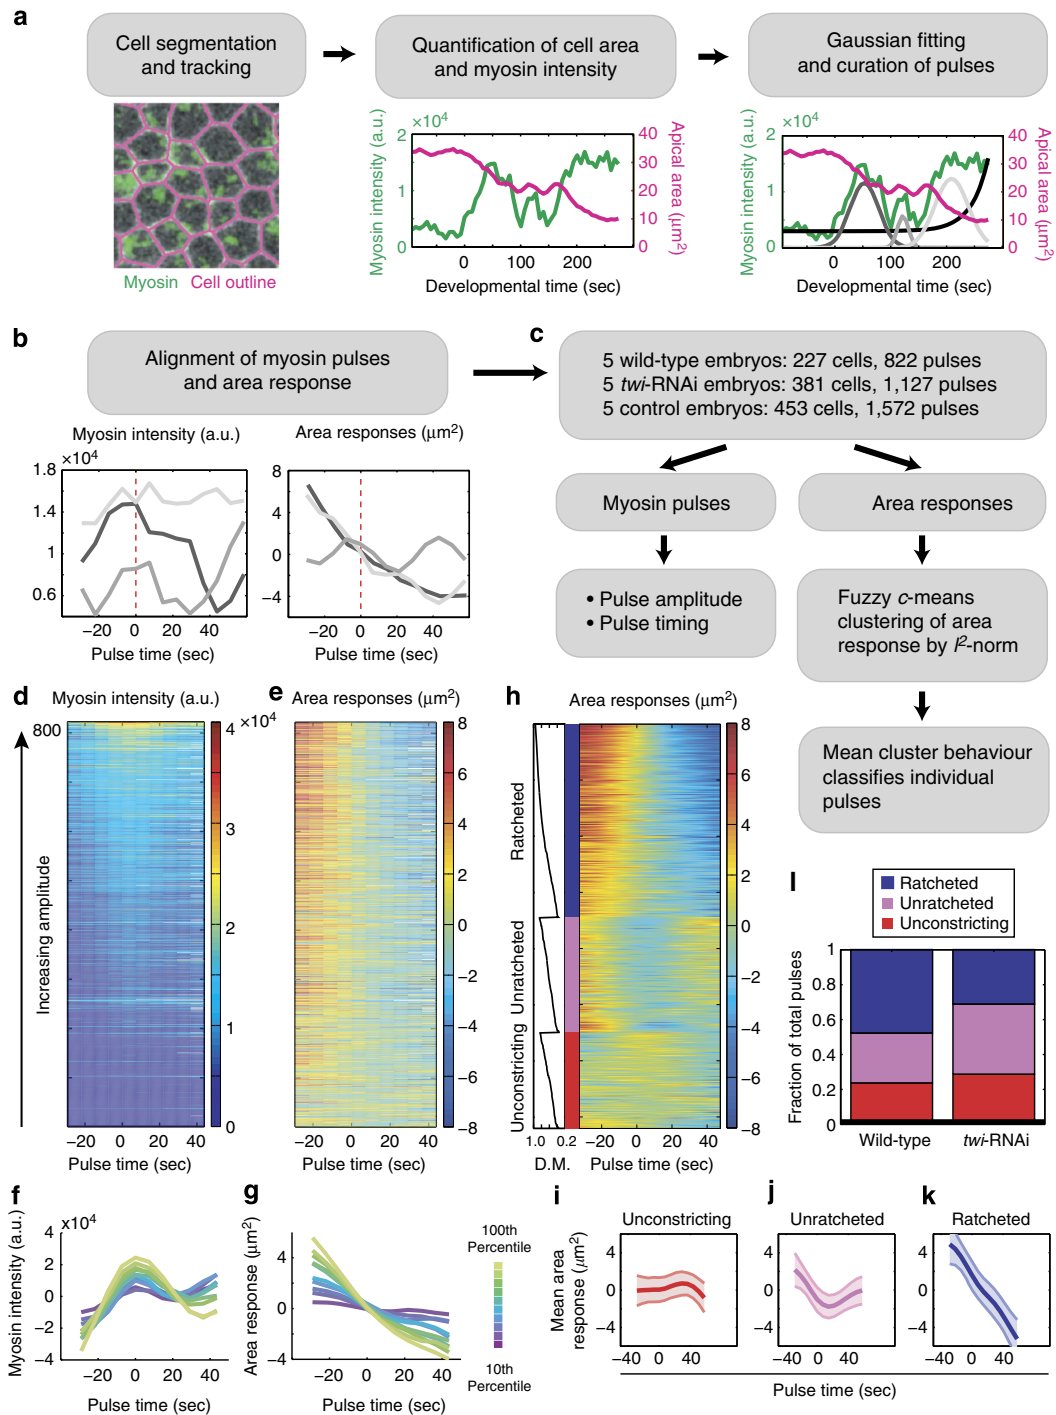 a
Cell segmentation
and tracking
Quantification of cell area
and myosin intensity
Gaussian fitting
and curation of pulses
Myosin Cell outline
×10⁴
Myosin intensity (a.u.)
2
1
0
40
30
20
10
0
Apical area (μm²)
0 100 200
Developmental time (sec)
×10⁴
Myosin intensity (a.u.)
2
1
0
40
30
20
10
0
Apical area (μm²)
0 100 200
Developmental time (sec)
b
Alignment of myosin pulses
and area response
Myosin intensity (a.u.)
×10⁴
1.8
1.4
1
0.6
−20 0 20 40
Pulse time (sec)
Area responses (μm²)
8
4
0
−4
−20 0 20 40
Pulse time (sec)
c
5 wild-type embryos: 227 cells, 822 pulses
5 twi-RNAi embryos: 381 cells, 1,127 pulses
5 control embryos: 453 cells, 1,572 pulses
Myosin pulses
Area responses
• Pulse amplitude
• Pulse timing
Fuzzy c-means
clustering of area
response by l²-norm
Mean cluster behaviour
classifies individual
pulses
d
Myosin intensity (a.u.)
800
Increasing amplitude
×10⁴
4
3
2
1
0
−20 0 20 40
Pulse time (sec)
e
Area responses (μm²)
8
6
4
2
0
−2
−4
−6
−8
−20 0 20 40
Pulse time (sec)
h
Area responses (μm²)
Ratcheted
Unratcheted
Unconstricting
8
6
4
2
0
−2
−4
−6
−8
1.0 0.2
D.M.
−20 0 20 40
Pulse time (sec)
l
Ratcheted
Unratcheted
Unconstricting
Fraction of total pulses
1
0.8
0.6
0.4
0.2
0
Wild-type twi-RNAi
f
Myosin intensity (a.u.)
×10⁴
4
2
0
−2
−4
−20 0 20 40
Pulse time (sec)
g
Area response (μm²)
4
2
0
−2
−4
−20 0 20 40
Pulse time (sec)
100th
Percentile
10th
Percentile
i
Unconstricting
Mean area
response (μm²)
4
0
−4
−40 0 40
j
Unratcheted
4
0
−4
−40 0 40
k
Ratcheted
4
0
−4
−40 0 40
Pulse time (sec)